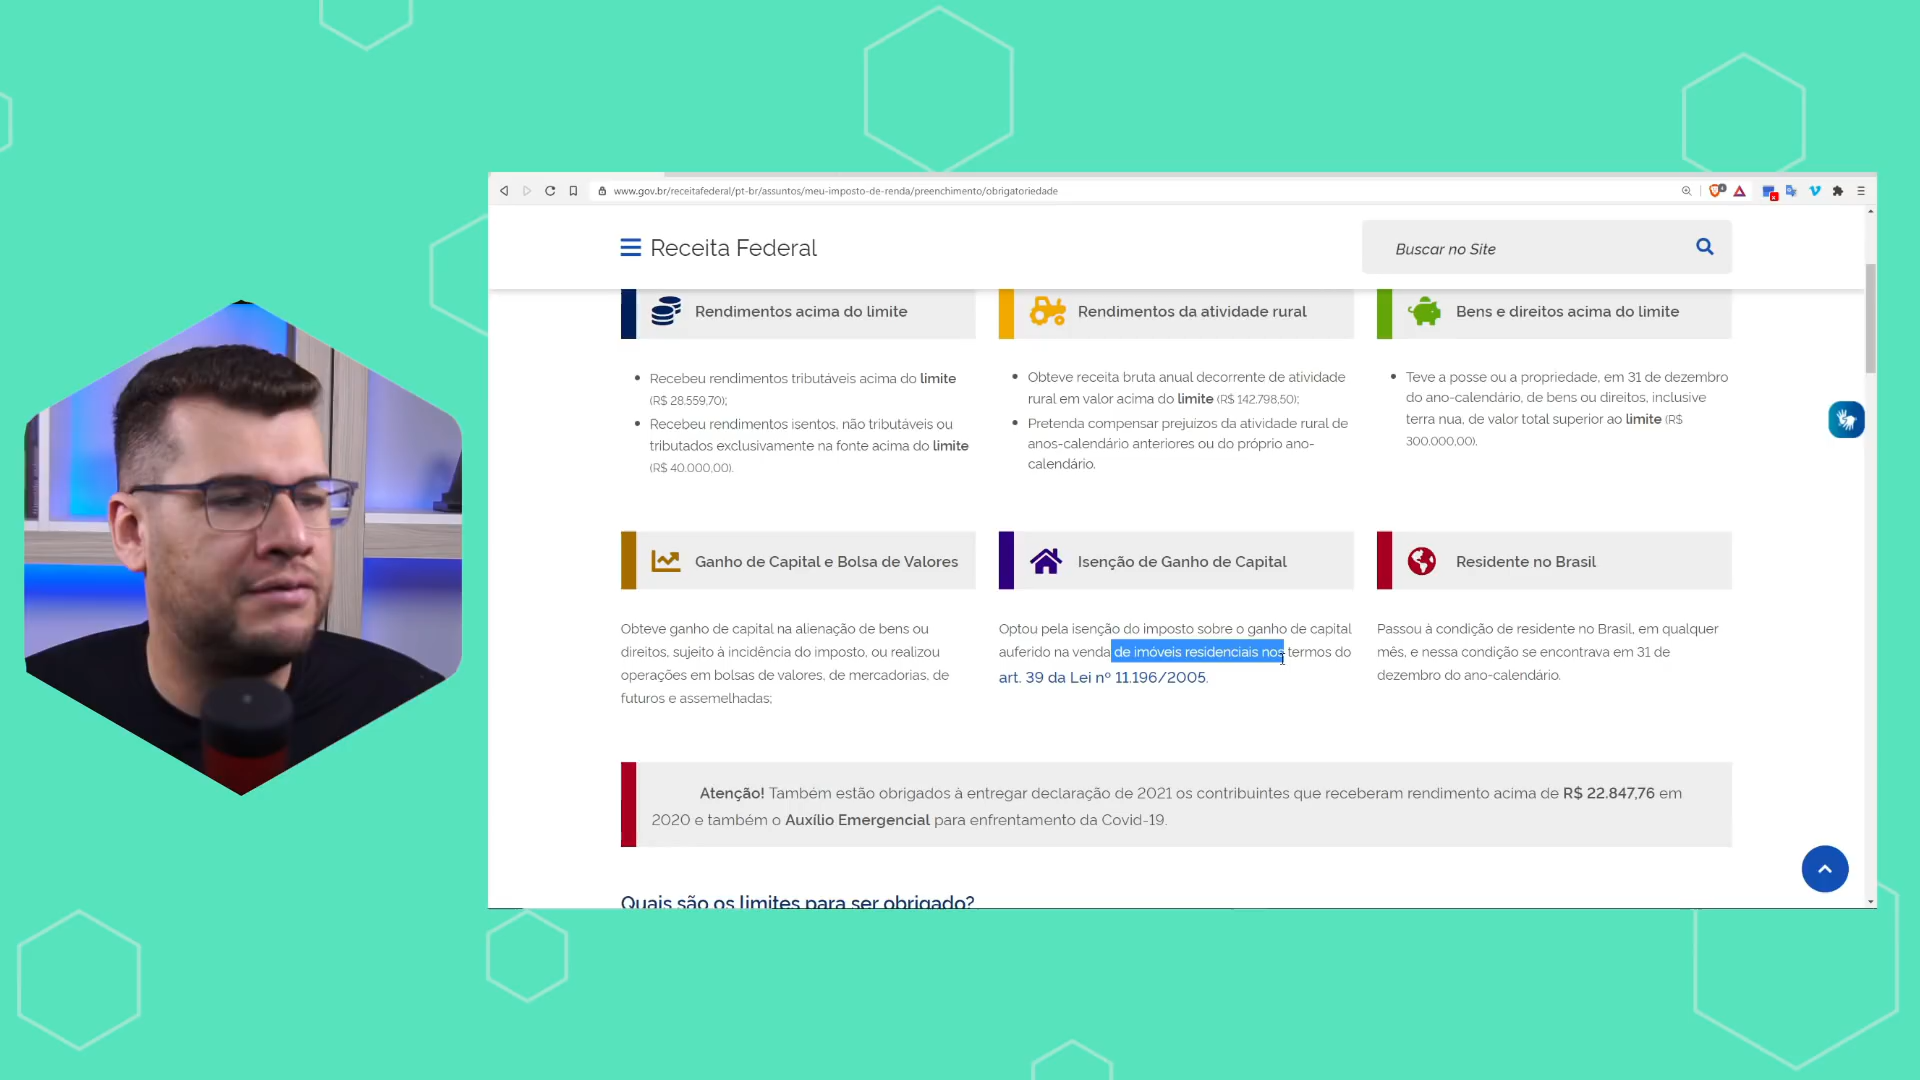 www.gov.br/receitafederal/pt-br/assuntos/meu-imposto-de-renda/preenchimento/obrigatoriedade
Receita Federal
Buscar no Site
Rendimentos acima do limite
Recebeu rendimentos tributáveis acima do limite
(R$ 28.559,70);
Recebeu rendimentos isentos, não tributáveis ou
tributados exclusivamente na fonte acima do limite
(R$ 40.000,00).
Rendimentos da atividade rural
Obteve receita bruta anual decorrente de atividade
rural em valor acima do limite (R$ 142.798,50);
Pretenda compensar prejuízos da atividade rural de
anos-calendário anteriores ou do próprio ano-
calendário.
Bens e direitos acima do limite
Teve a posse ou a propriedade, em 31 de dezembro
do ano-calendário, de bens ou direitos, inclusive
terra nua, de valor total superior ao limite (R$
300.000,00).
Ganho de Capital e Bolsa de Valores
Obteve ganho de capital na alienação de bens ou
direitos, sujeito à incidência do imposto, ou realizou
operações em bolsas de valores, de mercadorias, de
futuros e assemelhadas;
Isenção de Ganho de Capital
Optou pela isenção do imposto sobre o ganho de capital
auferido na venda de imóveis residenciais nos termos do
art. 39 da Lei nº 11.196/2005.
Residente no Brasil
Passou à condição de residente no Brasil, em qualquer
mês, e nessa condição se encontrava em 31 de
dezembro do ano-calendário.
Atenção! Também estão obrigados à entregar declaração de 2021 os contribuintes que receberam rendimento acima de R$ 22.847,76 em
2020 e também o Auxílio Emergencial para enfrentamento da Covid-19.
Quais são os limites para ser obrigado?